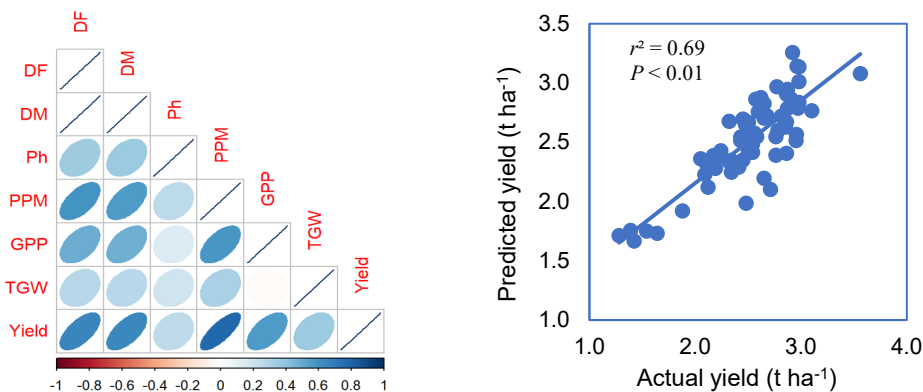 DF
DM
Ph
PPM
GPP
TGW
Yield
DF
DM
Ph
PPM
GPP
TGW
Yield
-1 -0.8 -0.6 -0.4 -0.2 0 0.2 0.4 0.6 0.8 1
Predicted yield (t ha⁻¹)
3.5
3.0
2.5
2.0
1.5
1.0
r² = 0.69
P < 0.01
1.0 2.0 3.0 4.0
Actual yield (t ha⁻¹)